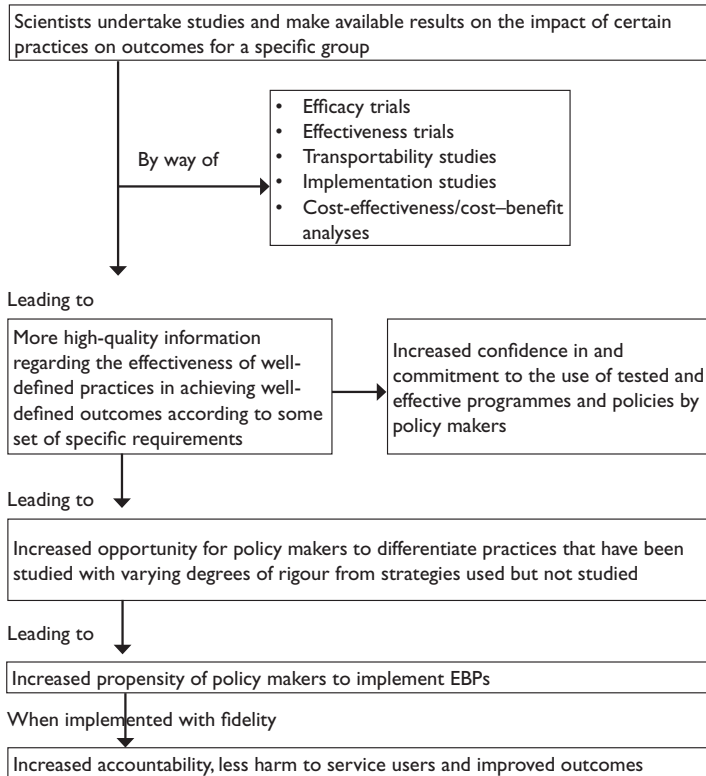 Scientists undertake studies and make available results on the impact of certain
practices on outcomes for a specific group
By way of
• Efficacy trials
• Effectiveness trials
• Transportability studies
• Implementation studies
• Cost-effectiveness/cost–benefit
analyses
Leading to
More high-quality information
regarding the effectiveness of well-
defined practices in achieving well-
defined outcomes according to some
set of specific requirements
Increased confidence in and
commitment to the use of tested and
effective programmes and policies by
policy makers
Leading to
Increased opportunity for policy makers to differentiate practices that have been
studied with varying degrees of rigour from strategies used but not studied
Leading to
Increased propensity of policy makers to implement EBPs
When implemented with fidelity
Increased accountability, less harm to service users and improved outcomes